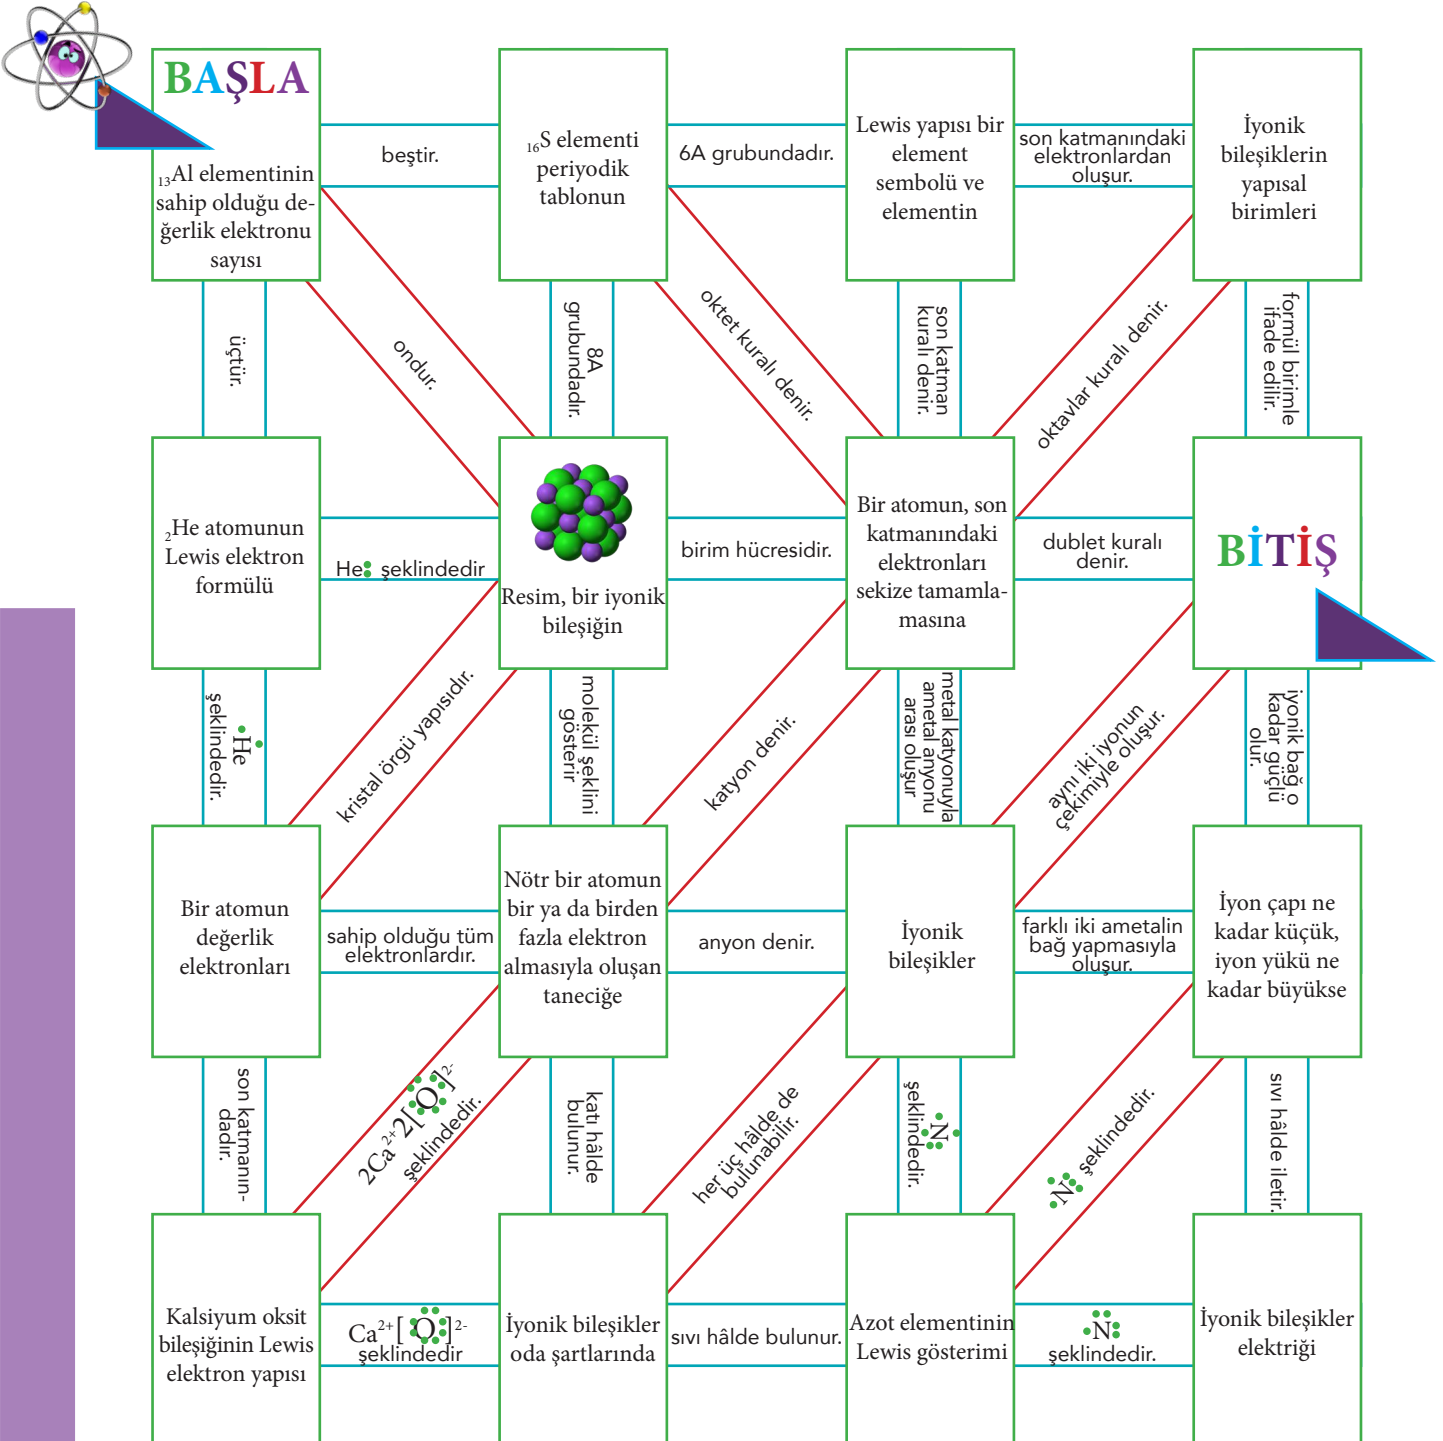 BAŞLA
₁₃Al elementinin
sahip olduğu de-
ğerlik elektronu
sayısı
beştir.
₁₆S elementi
periyodik
tablonun
6A grubundadır.
Lewis yapısı bir
element
sembolü ve
elementin
son katmanındaki
elektronlardan
oluşur.
İyonik
bileşiklerin
yapısal
birimleri
üçtür.
ondur.
8A
grubundadır.
oktet kuralı denir.
son katman
kuralı denir.
oktavlar kuralı denir.
formül birimle
ifade edilir.
₂He atomunun
Lewis elektron
formülü
He: şeklindedir
Resim, bir iyonik
bileşiğin
birim hücresidir.
Bir atomun, son
katmanındaki
elektronları
sekize tamamla-
masına
dublet kuralı
denir.
BİTİŞ
He
şeklindedir.
kristal örgü yapısıdır.
molekül şeklini
gösterir
katyon denir.
metal katyonuyla
ametal anyonu
arası oluşur
aynı iki iyonun
çekimiyle oluşur.
iyonik bağ o
kadar güçlü
olur.
Bir atomun
değerlik
elektronları
sahip olduğu tüm
elektronlardır.
Nötr bir atomun
bir ya da birden
fazla elektron
almasıyla oluşan
taneciğe
anyon denir.
İyonik
bileşikler
farklı iki ametalin
bağ yapmasıyla
oluşur.
İyon çapı ne
kadar küçük,
iyon yükü ne
kadar büyükse
son katmanın-
dadır.
2Ca²⁺2[O]²⁻
şeklindedir.
katı hâlde
bulunur.
her üç hâlde de
bulunabilir.
N
şeklindedir.
N şeklindedir.
sıvı hâlde iletir.
Kalsiyum oksit
bileşiğinin Lewis
elektron yapısı
Ca²⁺[O]²⁻
şeklindedir
İyonik bileşikler
oda şartlarında
sıvı hâlde bulunur.
Azot elementinin
Lewis gösterimi
N
şeklindedir.
İyonik bileşikler
elektriği